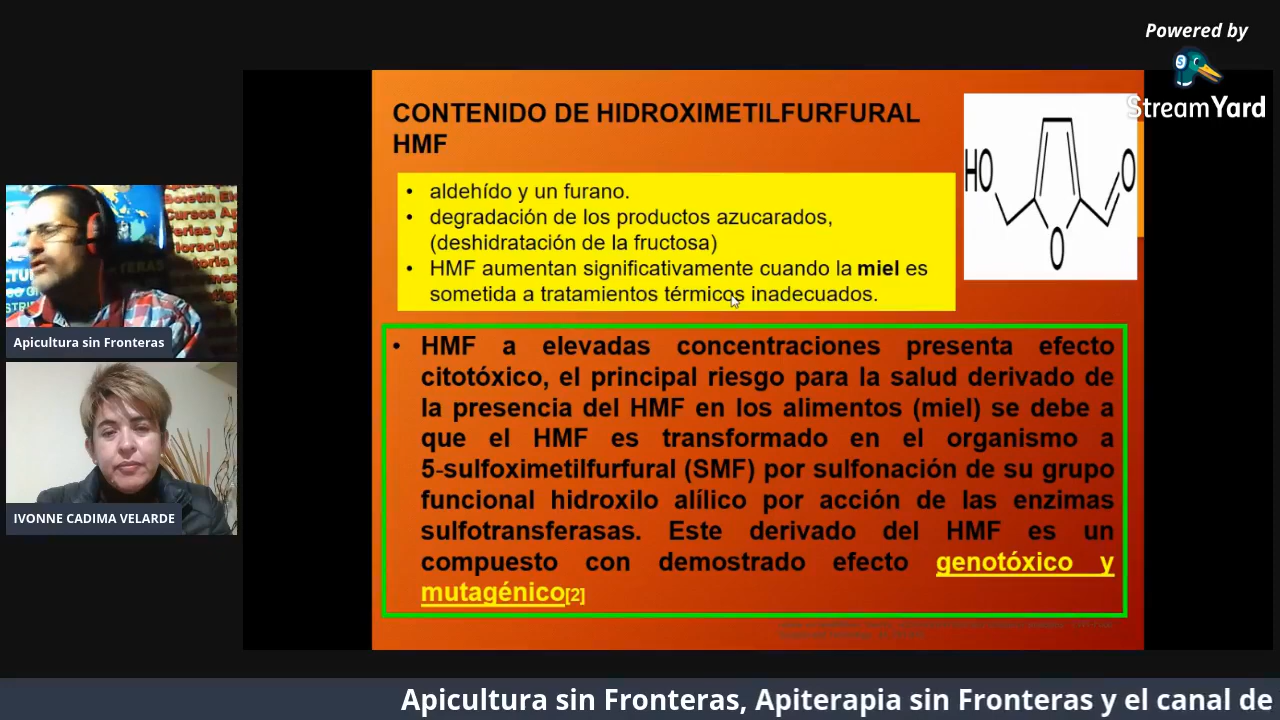 Powered by
StreamYard
CONTENIDO DE HIDROXIMETILFURFURAL
HMF
• aldehído y un furano.
• degradación de los productos azucarados,
(deshidratación de la fructosa)
• HMF aumentan significativamente cuando la miel es
sometida a tratamientos térmicos inadecuados.
HO
O
O
• HMF a elevadas concentraciones presenta efecto
citotóxico, el principal riesgo para la salud derivado de
la presencia del HMF en los alimentos (miel) se debe a
que el HMF es transformado en el organismo a
5-sulfoximetilfurfural (SMF) por sulfonación de su grupo
funcional hidroxilo alílico por acción de las enzimas
sulfotransferasas. Este derivado del HMF es un
compuesto con demostrado efecto genotóxico y
mutagénico[2]
Apicultura sin Fronteras
IVONNE CADIMA VELARDE
Apicultura sin Fronteras, Apiterapia sin Fronteras y el canal de